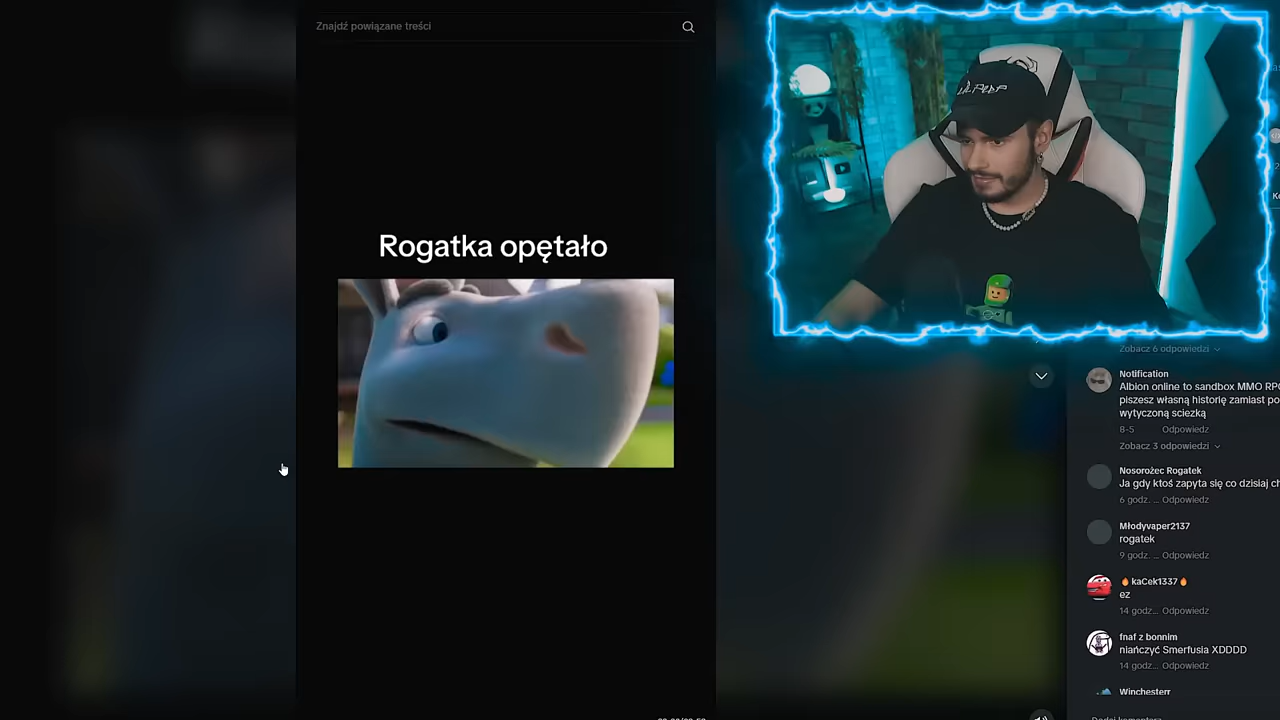 Znajdź powiązane treści
Rogatka opętało
Zobacz 6 odpowiedzi
Notification
Albion online to sandbox MMO RPG
piszesz własną historię zamiast po
wytyczoną sciezką
8-5 Odpowiedz
Zobacz 3 odpowiedzi
Nosorożec Rogatek
Ja gdy ktoś zapyta się co dzisiaj
6 godz. ... Odpowiedz
Młodyvaper2137
rogatek
9 godz. ... Odpowiedz
🔥kaCek1337🔥
ez
14 godz... Odpowiedz
fnaf z bonnim
niańczyć Smerfusia XDDDD
14 godz... Odpowiedz
Winchesterr